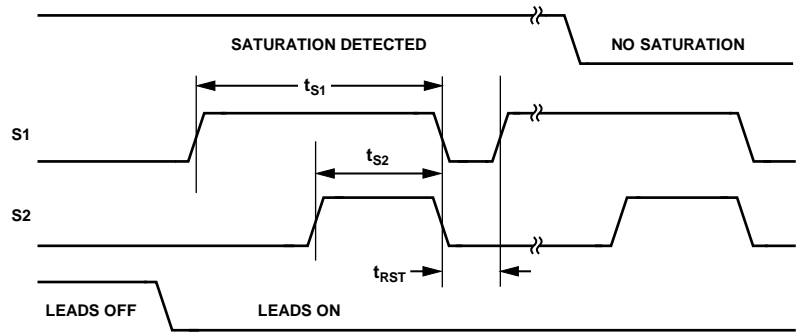 SATURATION DETECTED
NO SATURATION
tS1
S1
tS2
S2
tRST
LEADS OFF
LEADS ON